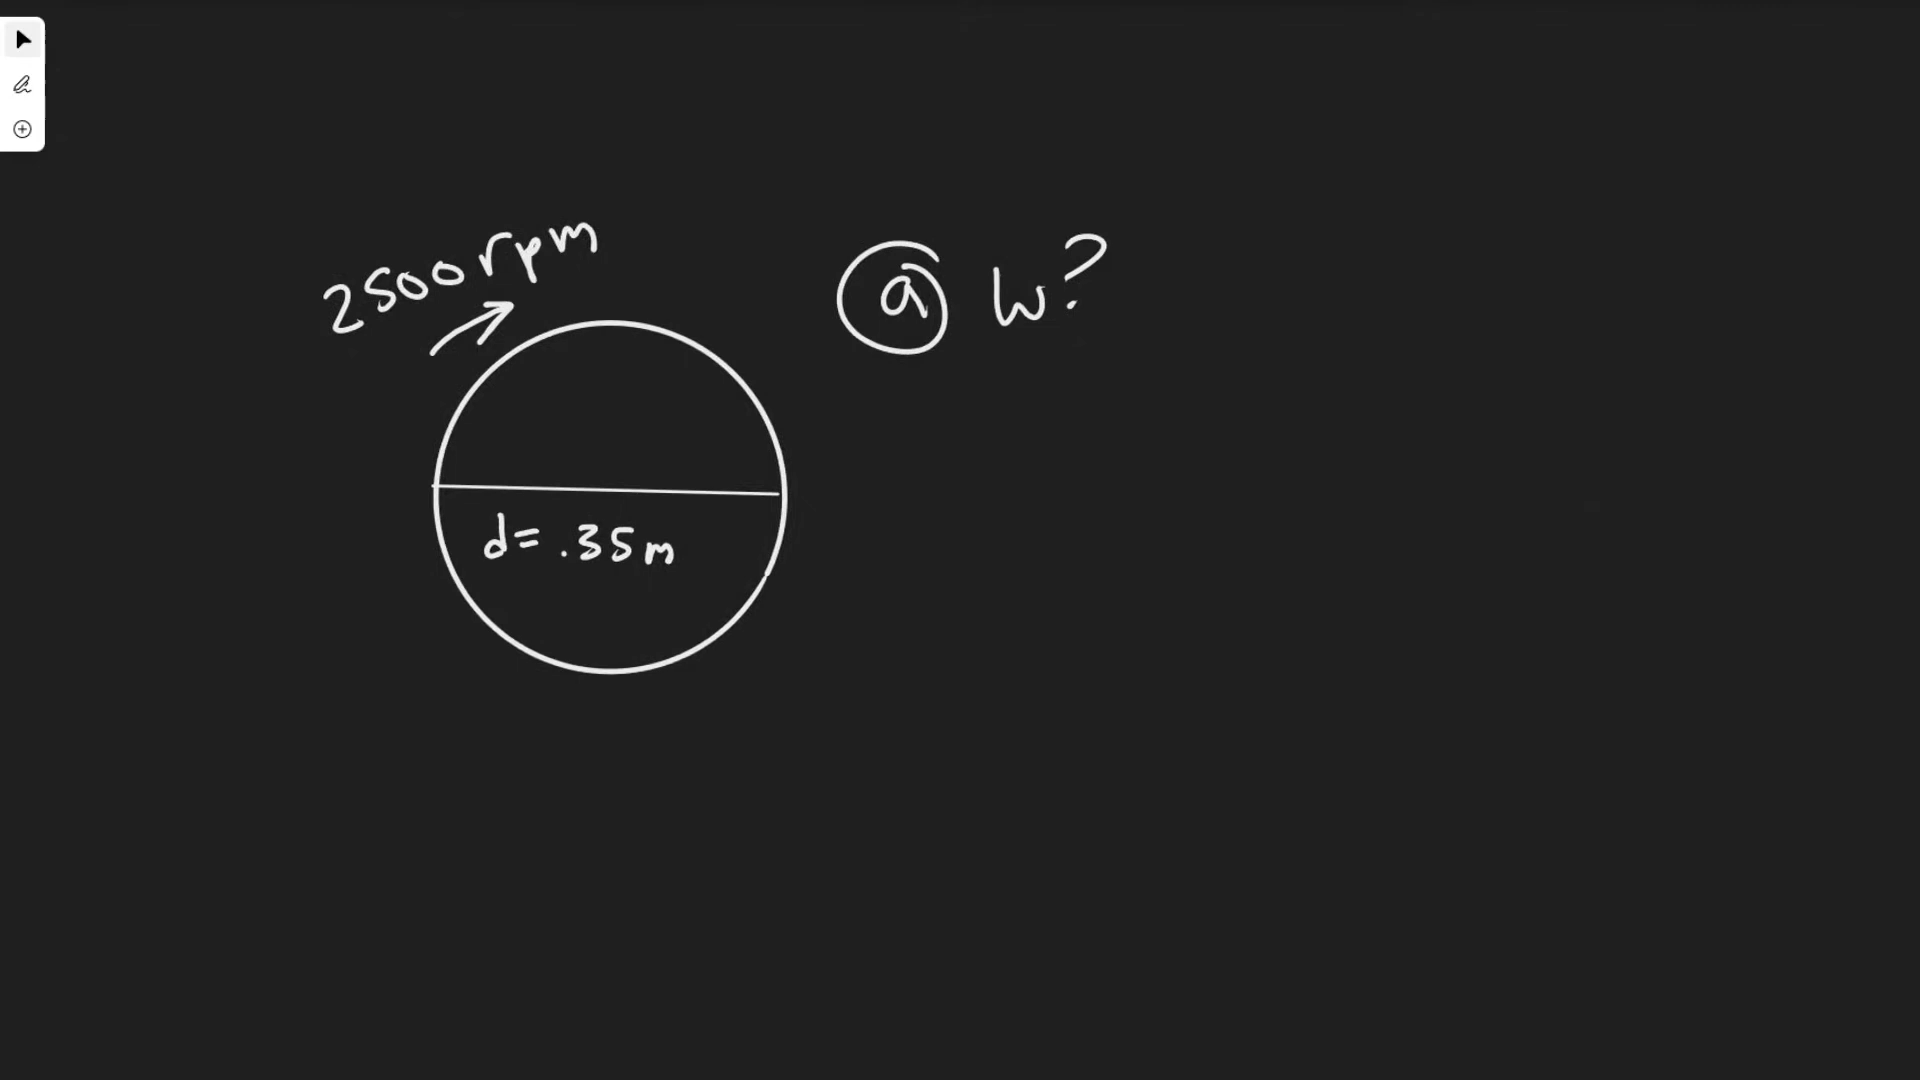 2500rpm
ⓐ w?
d= .35m